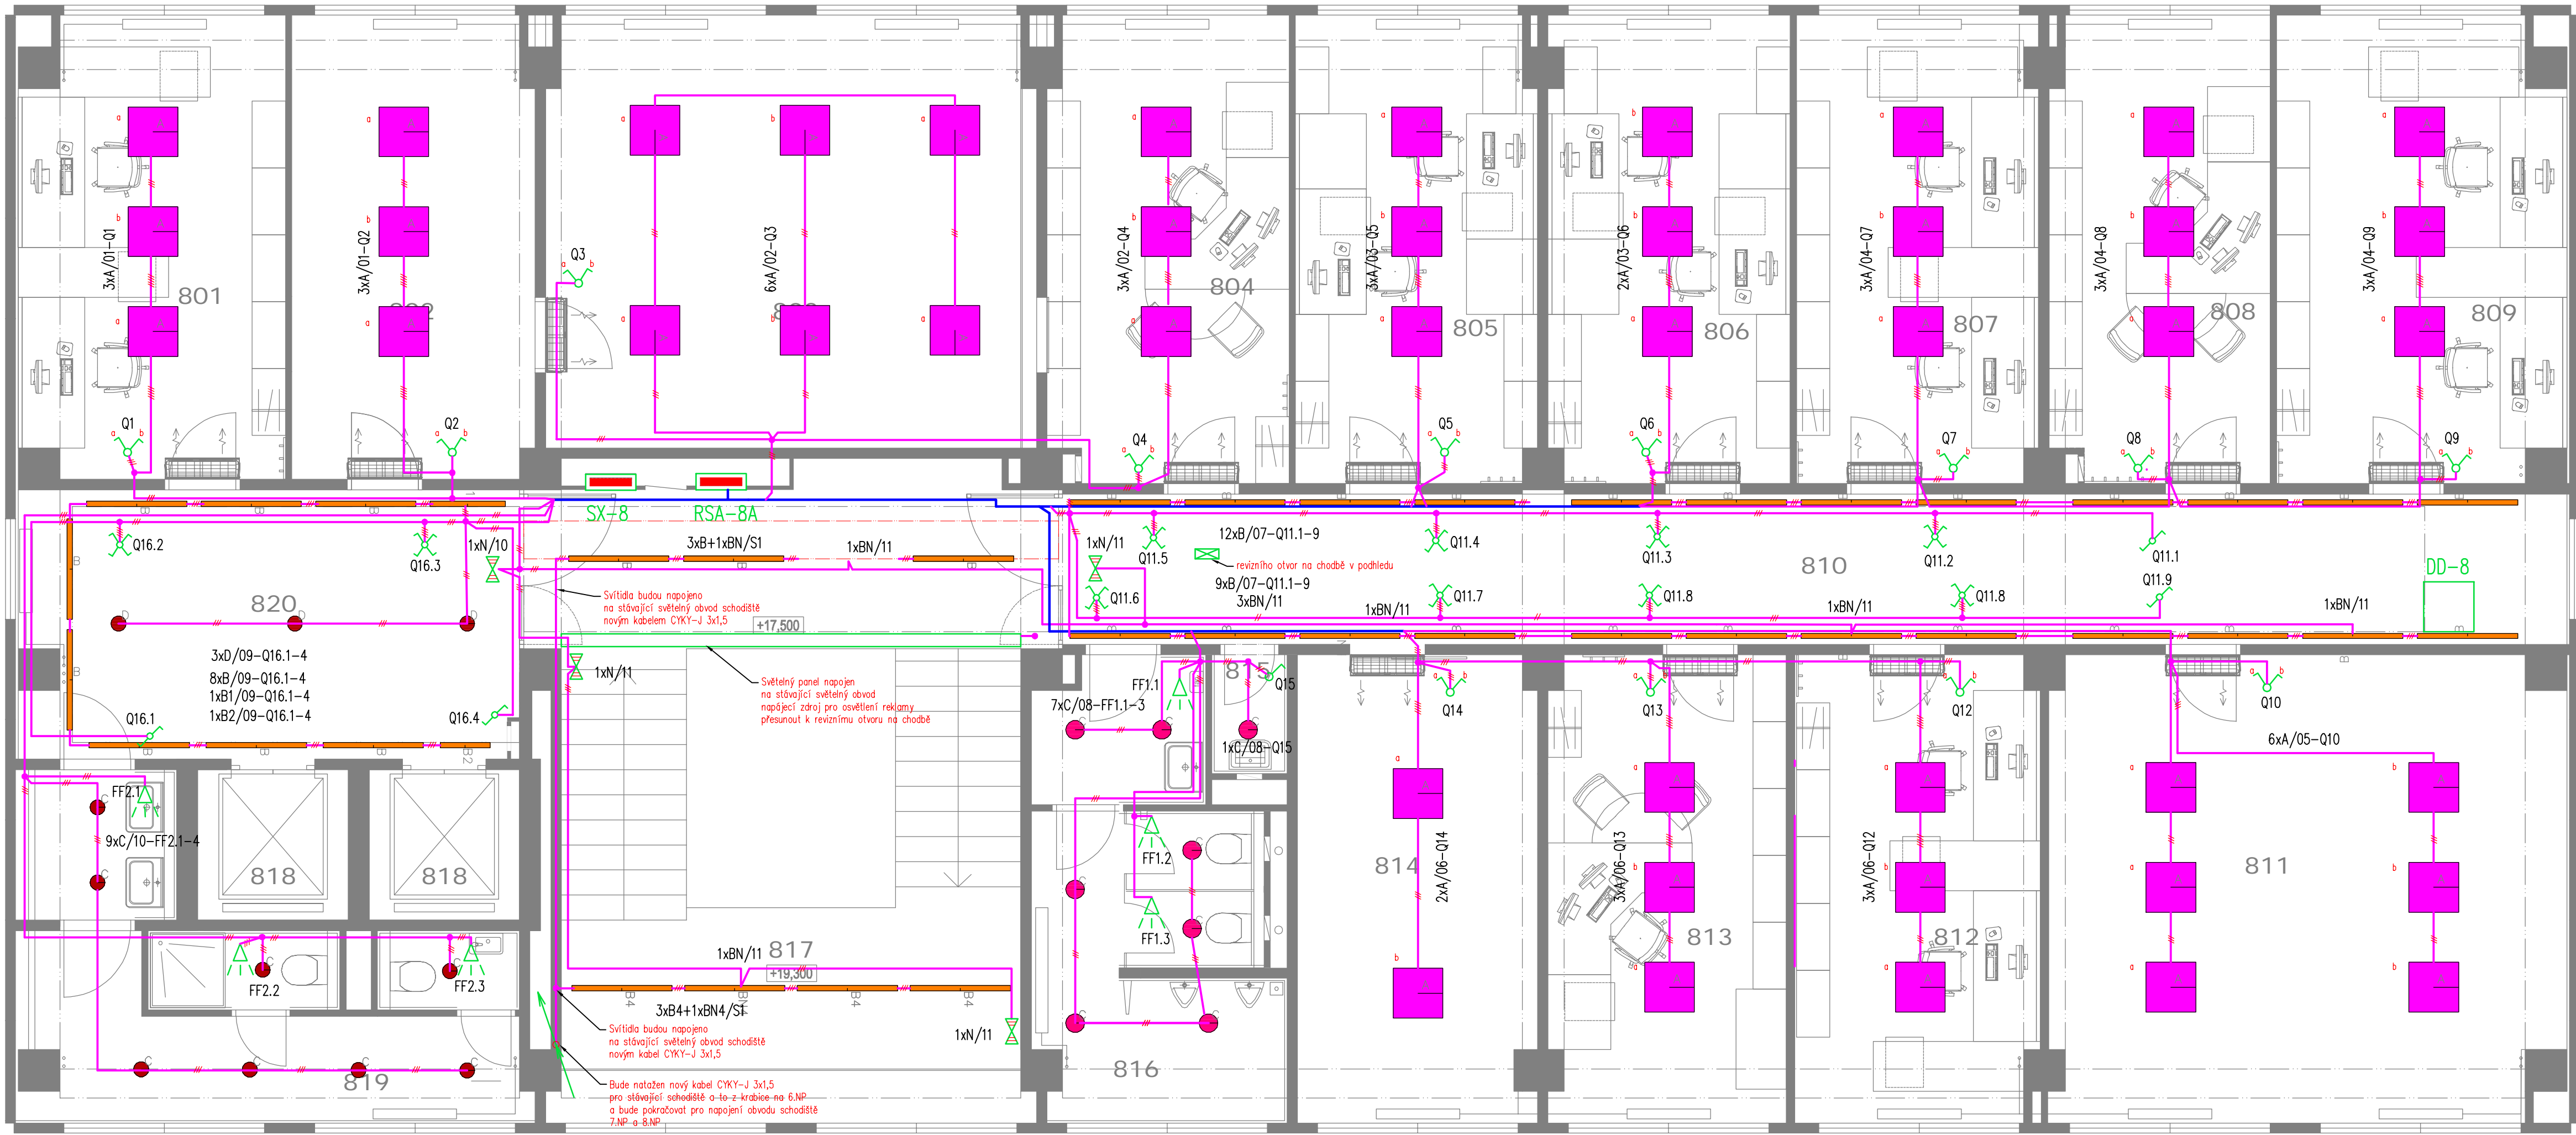 3xA/01-Q1
801
Q1
3xA/01-Q2
Q2
Q3
6xA/02-Q3
3xA/02-Q4
804
Q4
3xA/03-Q5
805
Q5
2xA/03-Q6
806
Q6
3xA/04-Q7
807
Q7
3xA/04-Q8
808
Q8
3xA/04-Q9
809
Q9
SX-8
RSA-8A
Q16.2
Q16.3
1xN/10
3xB+1xBN/S1
1xBN/11
1xN/11
Q11.5
12xB/07-Q11.1-9
revizního otvor na chodbě v podhledu
Q11.4
Q11.3
Q11.2
Q11.1
810
DD-8
9xB/07-Q11.1-9
3xBN/11
Q11.6
Q11.7
Q11.8
Q11.8
Q11.9
1xBN/11
1xBN/11
1xBN/11
820
Svítidla budou napojeno
na stávající světelný obvod schodiště
novým kabelem CYKY-J 3x1,5
+17,500
3xD/09-Q16.1-4
8xB/09-Q16.1-4
1xB1/09-Q16.1-4
1xB2/09-Q16.1-4
Q16.1
Q16.4
1xN/11
Světelný panel napojen
na stávající světelný obvod
napájecí zdroj pro osvětlení reklamy
přesunout k reviznímu otvoru na chodbě
FF1.1
815
Q15
7xC/08-FF1.1-3
1xC/08-Q15
Q14
Q13
Q12
Q10
6xA/05-Q10
FF2.1
9xC/10-FF2.1-4
818
818
FF1.2
FF1.3
814
2xA/06-Q14
3xA/06-Q13
813
3xA/06-Q12
812
811
FF2.2
FF2.3
1xBN/11
817
+19,300
B4
B4
B4
3xB4+1xBN4/S1
1xN/11
Svítidla budou napojeno
na stávající světelný obvod schodiště
novým kabel CYKY-J 3x1,5
Bude natažen nový kabel CYKY-J 3x1,5
pro stávající schodiště a to z krabice na 6.NP
a bude pokračovat pro napojení obvodu schodiště
7.NP a 8.NP
819
816